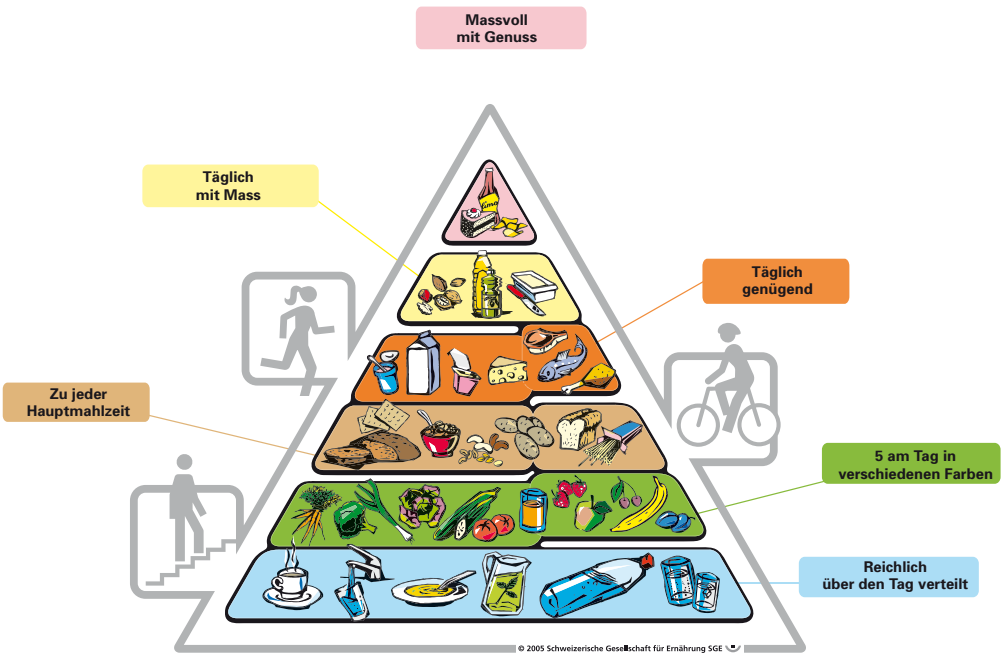 Massvoll
mit Genuss
Täglich
mit Mass
Täglich
genügend
Zu jeder
Hauptmahlzeit
5 am Tag in
verschiedenen Farben
Reichlich
über den Tag verteilt
© 2005 Schweizerische Gesellschaft für Ernährung SGE